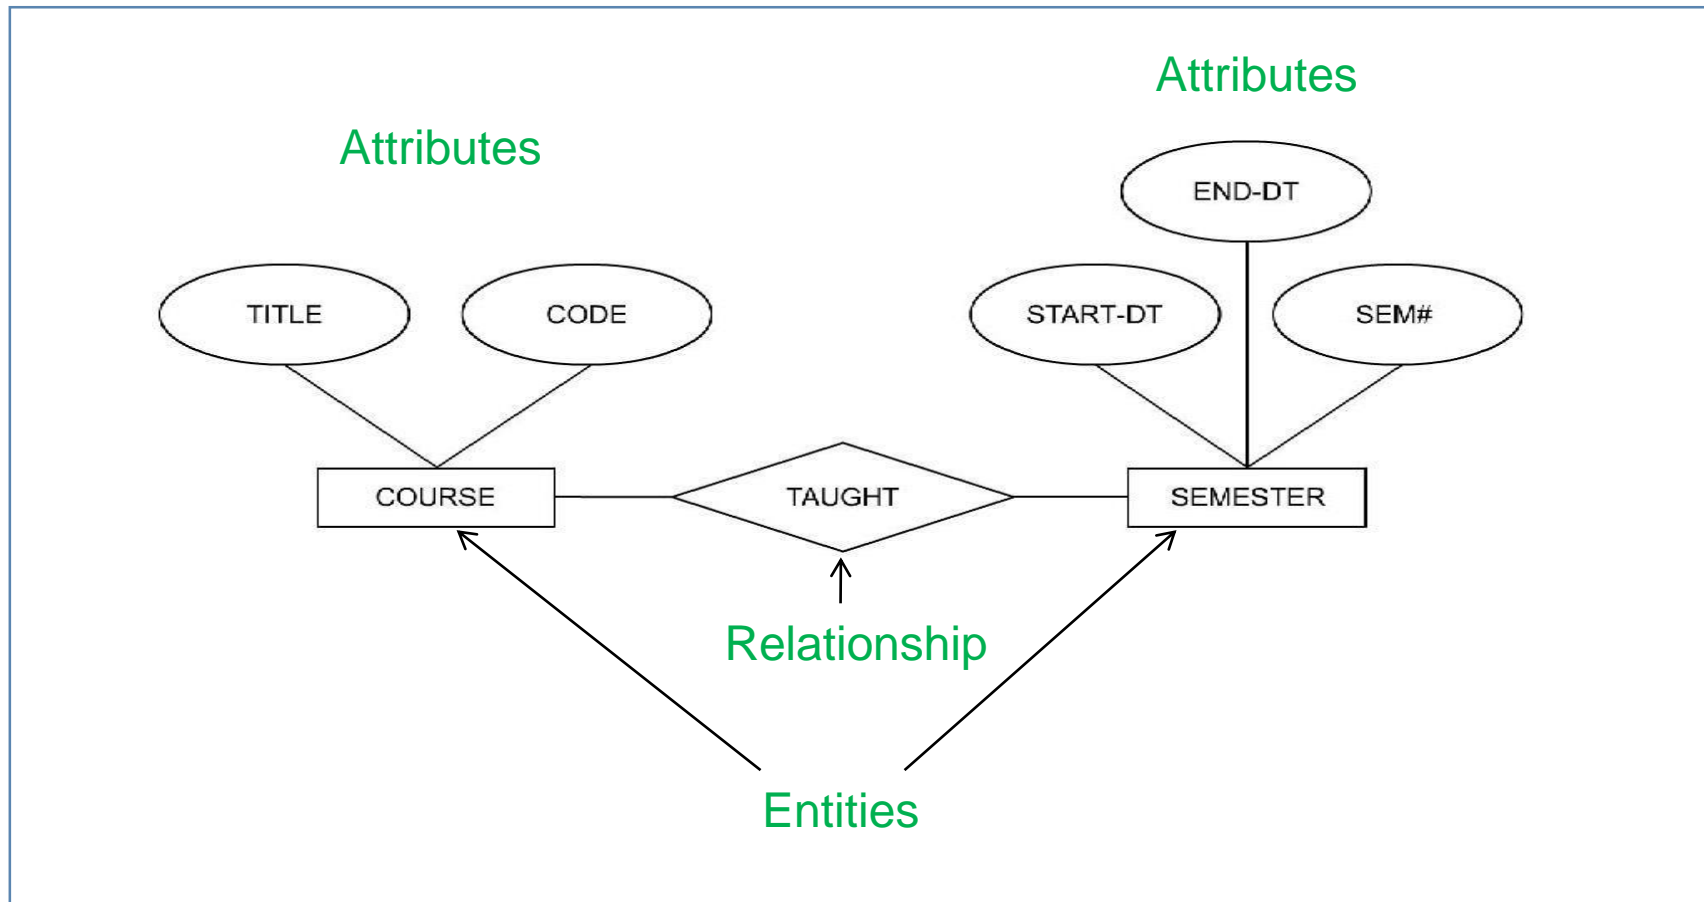 Attributes
Attributes
END-DT
TITLE
CODE
START-DT
SEM#
COURSE
TAUGHT
SEMESTER
Relationship
Entities